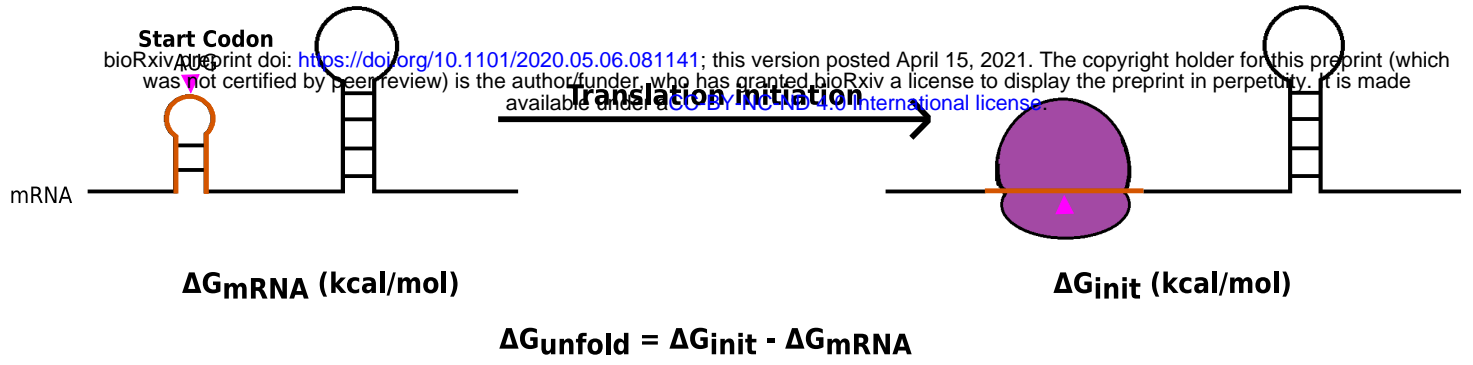 Start Codon
bioRxiv preprint doi: https://doi.org/10.1101/2020.05.06.081141; this version posted April 15, 2021. The copyright holder for this preprint (which
AUG
was not certified by peer review) is the author/funder, who has granted bioRxiv a license to display the preprint in perpetuity. It is made
Translation Initiation
available under aCC-BY-NC-ND 4.0 International license.
mRNA
ΔGmRNA (kcal/mol)
ΔGinit (kcal/mol)
ΔGunfold = ΔGinit - ΔGmRNA